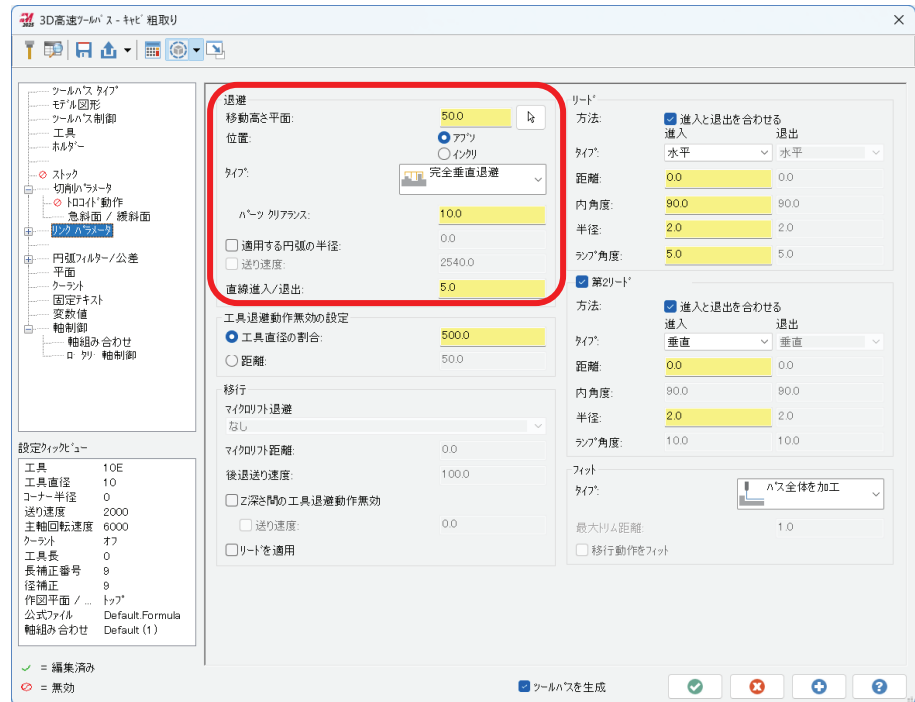 3D高速ツールパス - キャビ粗取り
ツールパス タイプ
モデル図形
ツールパス制御
工具
ホルダー
ストック
切削パラメータ
トロコイド動作
急斜面 / 緩斜面
リンク パラメータ
円弧フィルター/公差
平面
クーラント
固定テキスト
変数値
軸制御
軸組み合わせ
ロータリー軸制御
設定クィックビュー
工具 10E
工具直径 10
コーナー半径 0
送り速度 2000
主軸回転速度 6000
クーラント オフ
工具長 0
長補正番号 9
径補正 9
作図平面 / ... トップ
公式ファイル Default.Formula
軸組み合わせ Default (1)
= 編集済み
= 無効
退避
移動高さ平面: 50.0
位置: アブソ
インクリ
タイプ: 完全垂直退避
パーツ クリアランス: 10.0
適用する円弧の半径: 0.0
送り速度: 2540.0
直線進入/退出: 5.0
工具退避動作無効の設定
工具直径の割合: 500.0
距離: 50.0
移行
マイクロリフト退避
なし
マイクロリフト距離: 0.0
後退送り速度: 100.0
Z深さ間の工具退避動作無効
送り速度: 0.0
リードを適用
リード
方法: 進入と退出を合わせる
進入 退出
タイプ: 水平 水平
距離: 0.0 0.0
内角度: 90.0 90.0
半径: 2.0 2.0
ランプ角度: 5.0 5.0
第2リード
方法: 進入と退出を合わせる
進入 退出
タイプ: 垂直 垂直
距離: 0.0 0.0
内角度: 90.0 90.0
半径: 2.0 2.0
ランプ角度: 10.0 10.0
フィット
タイプ: パス全体を加工
最大トリム距離: 1.0
移行動作をフィット
ツールパスを生成